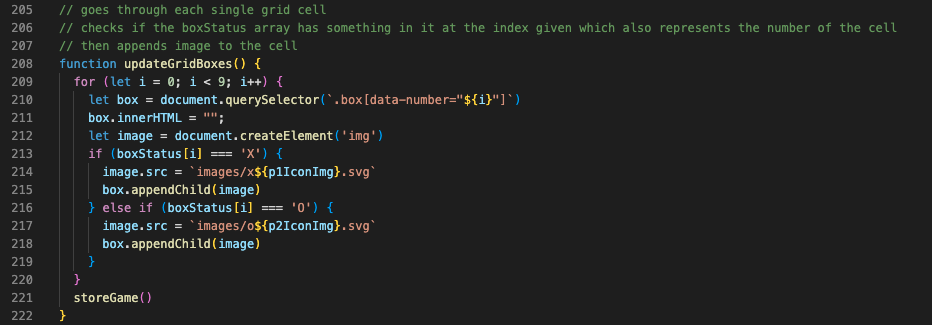 205 // goes through each single grid cell
206 // checks if the boxStatus array has something in it at the index given which also represents the number of the cell
207 // then appends image to the cell
208 function updateGridBoxes() {
209   for (let i = 0; i < 9; i++) {
210     let box = document.querySelector(`.box[data-number="${i}"]`)
211     box.innerHTML = "";
212     let image = document.createElement('img')
213     if (boxStatus[i] === 'X') {
214       image.src = `images/x${p1IconImg}.svg`
215       box.appendChild(image)
216     } else if (boxStatus[i] === 'O') {
217       image.src = `images/o${p2IconImg}.svg`
218       box.appendChild(image)
219     }
220   }
221   storeGame()
222 }